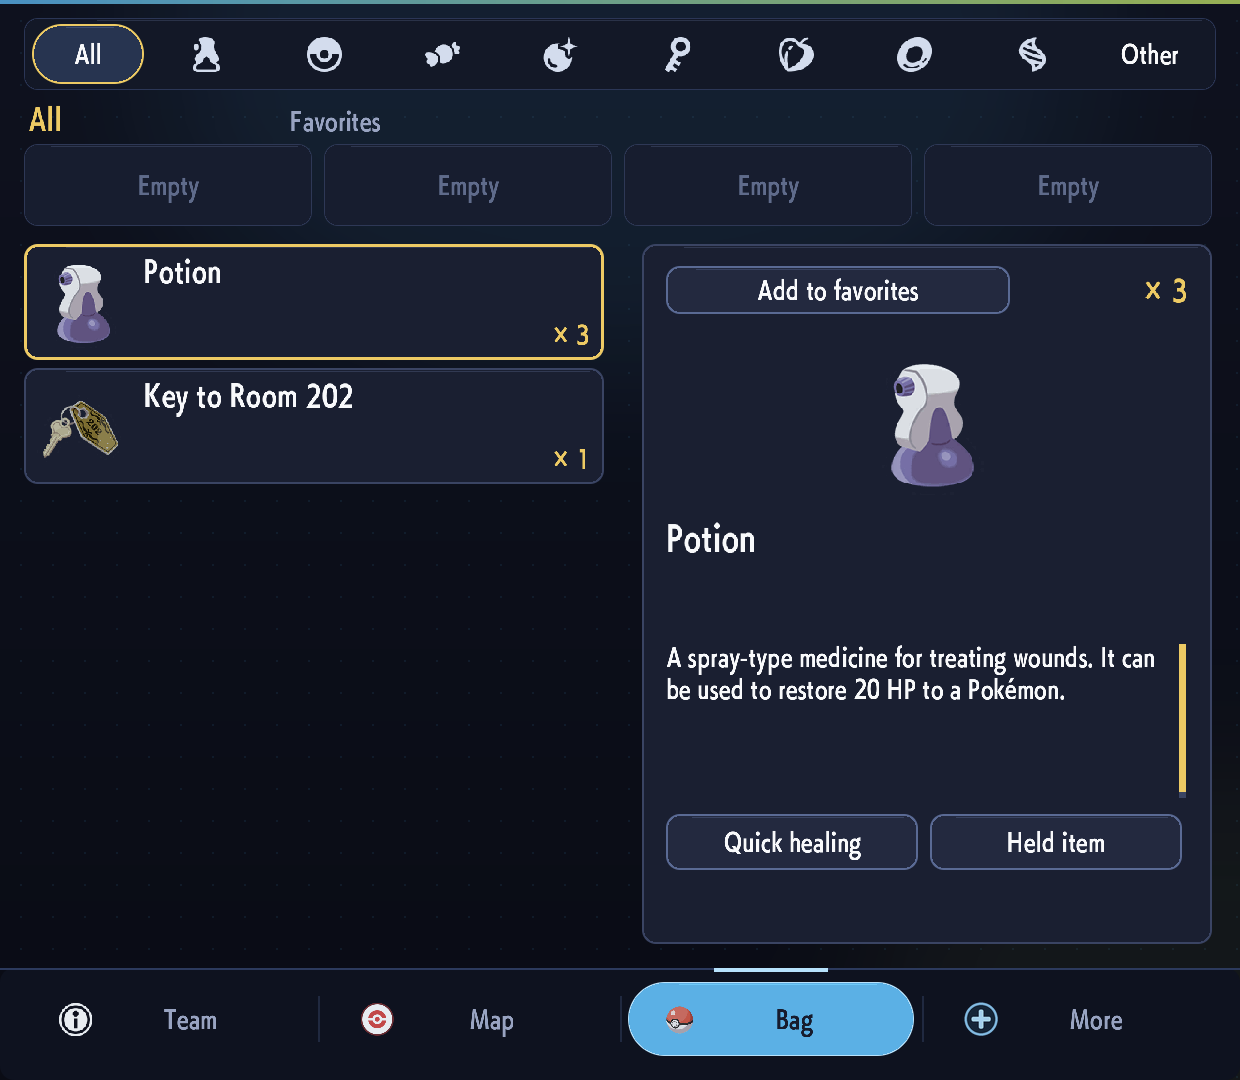 All
Other
All
Favorites
Empty
Empty
Empty
Empty
Potion
× 3
Key to Room 202
× 1
Add to favorites
× 3
Potion
A spray-type medicine for treating wounds. It can
be used to restore 20 HP to a Pokémon.
Quick healing
Held item
Team
Map
Bag
More